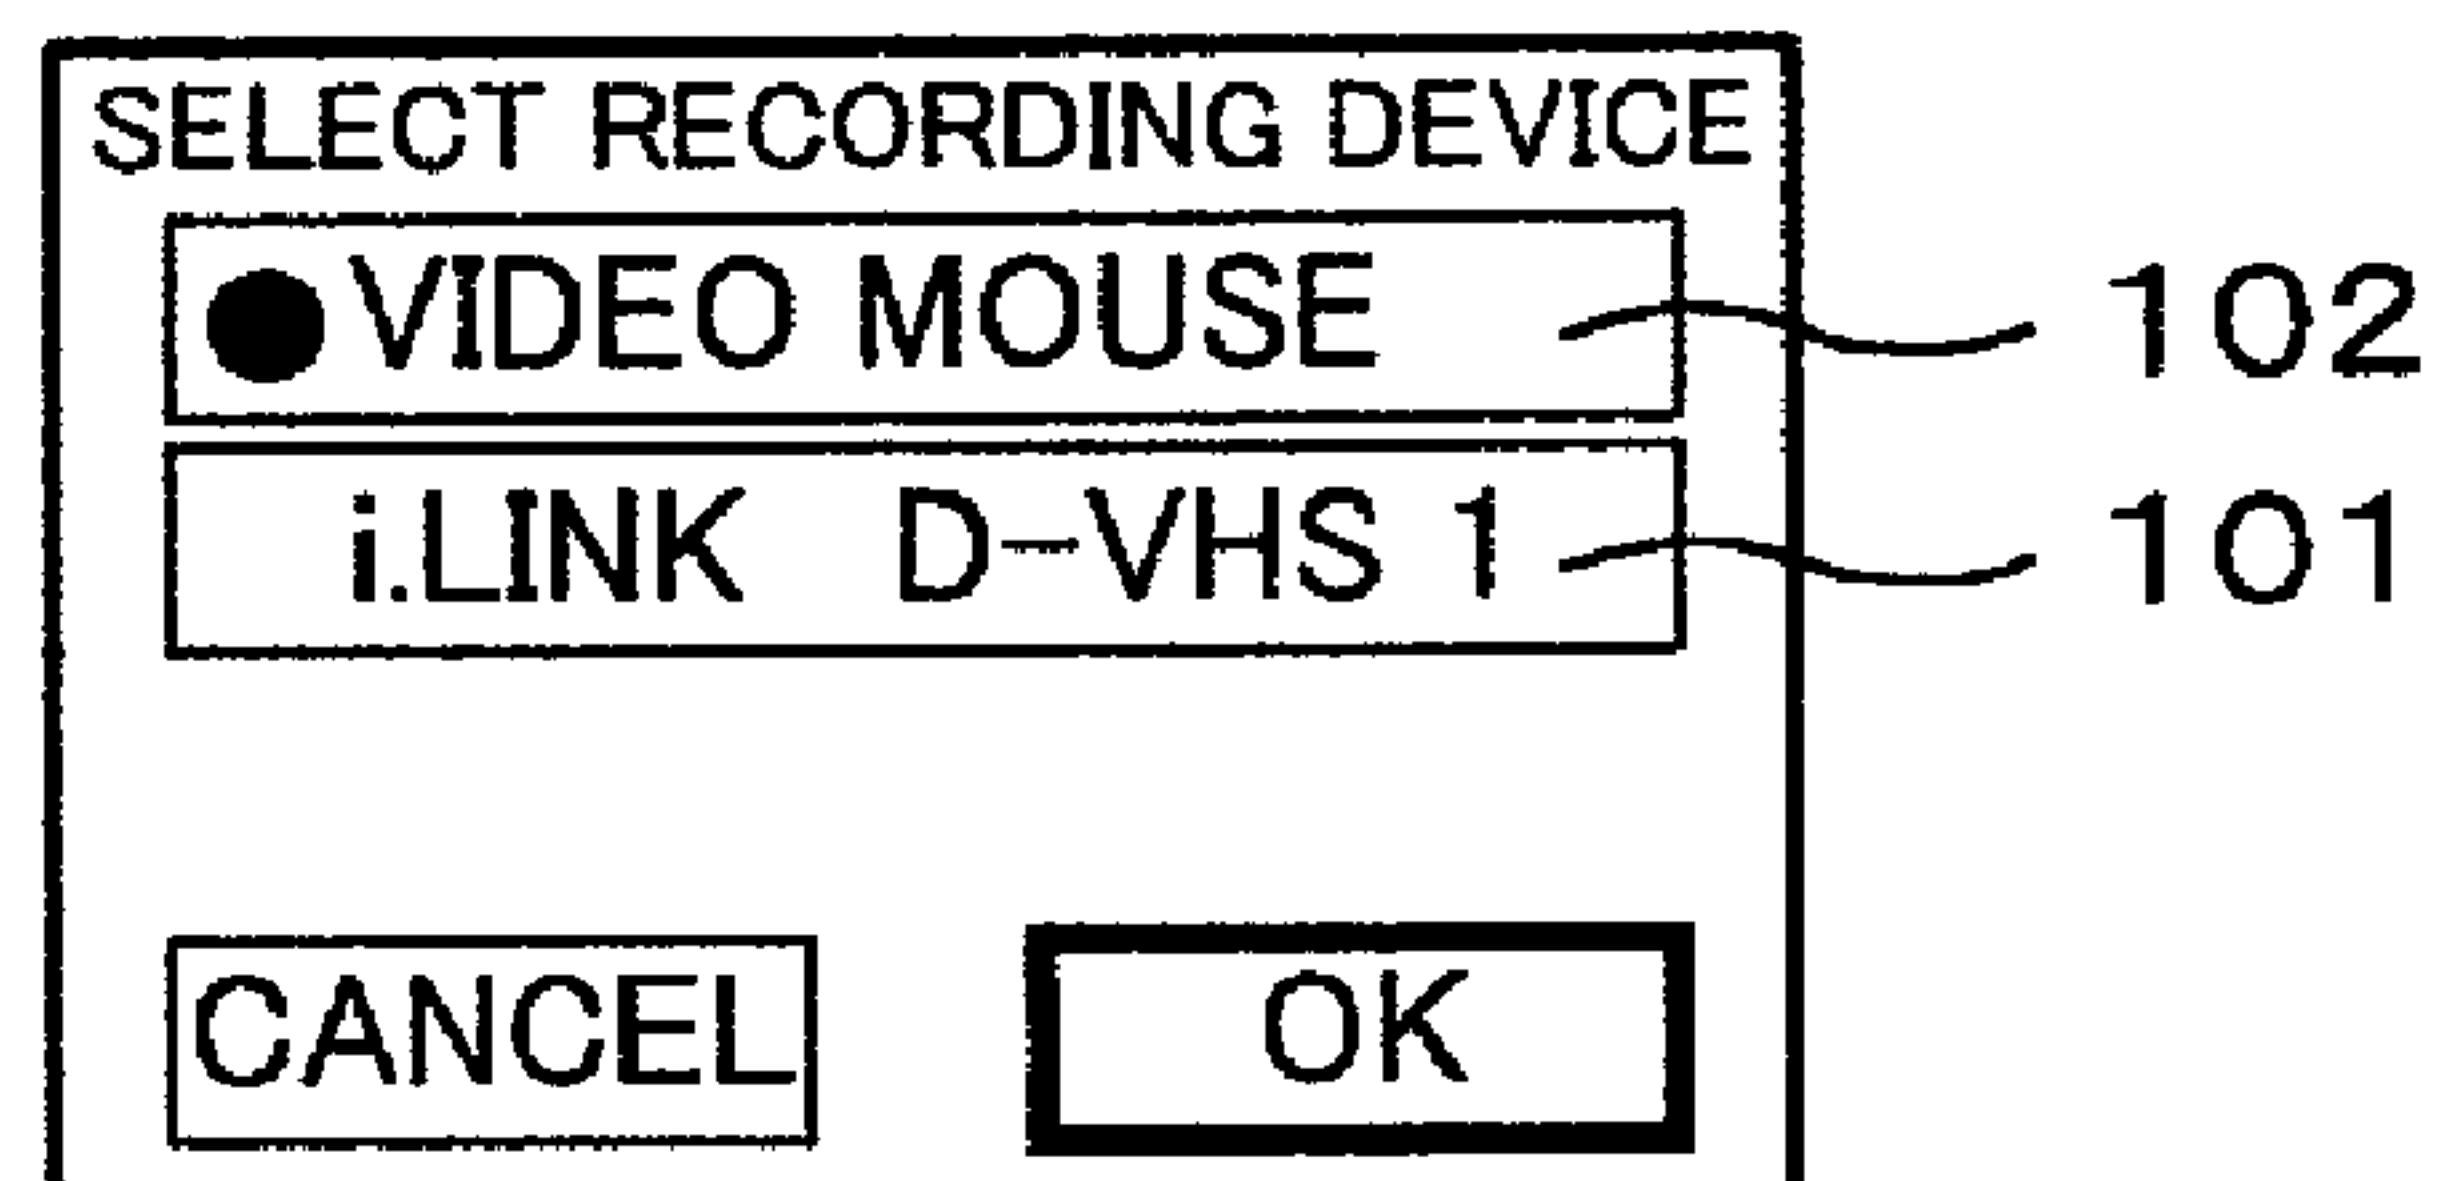 SELECT RECORDING DEVICE
●VIDEO MOUSE 102
i.LINK D-VHS 1 101
CANCEL OK